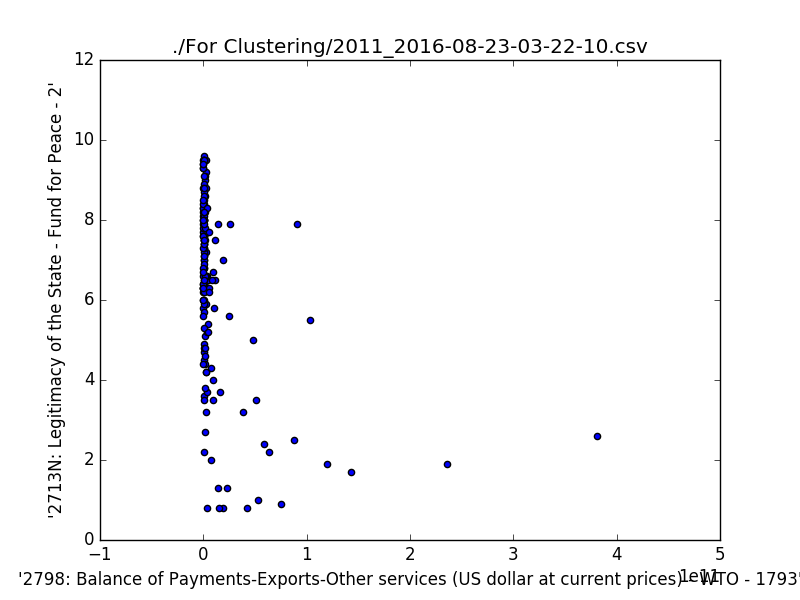 ./For Clustering/2011_2016-08-23-03-22-10.csv
'2713N: Legitimacy of the State - Fund for Peace - 2'
12
10
8
6
4
2
0
−1 0 1 2 3 4 5
1e11
'2798: Balance of Payments-Exports-Other services (US dollar at current prices) - WTO - 1793'